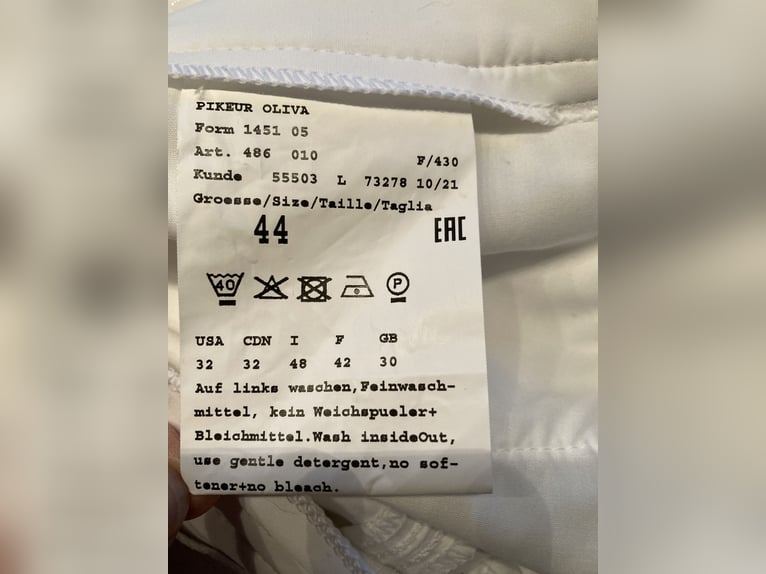 PIKEUR OLIVA
Form 1451 05
Art. 486 010 F/430
Kunde 55503 L 73278 10/21
Groesse/Size/Taille/Taglia
44 EAC
40 P
USA CDN I F GB
32 32 48 42 30
Auf links waschen,Feinwasch-
mittel, kein Weichspueler+
Bleichmittel.Wash insideOut,
use gentle detergent,no sof-
tener+no bleach.